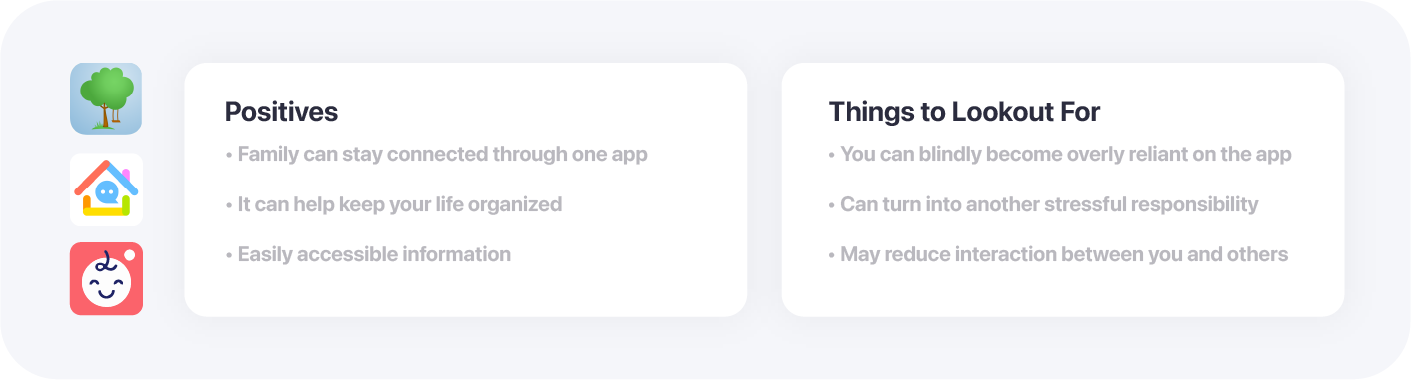 Positives
• Family can stay connected through one app
• It can help keep your life organized
• Easily accessible information
Things to Lookout For
• You can blindly become overly reliant on the app
• Can turn into another stressful responsibility
• May reduce interaction between you and others